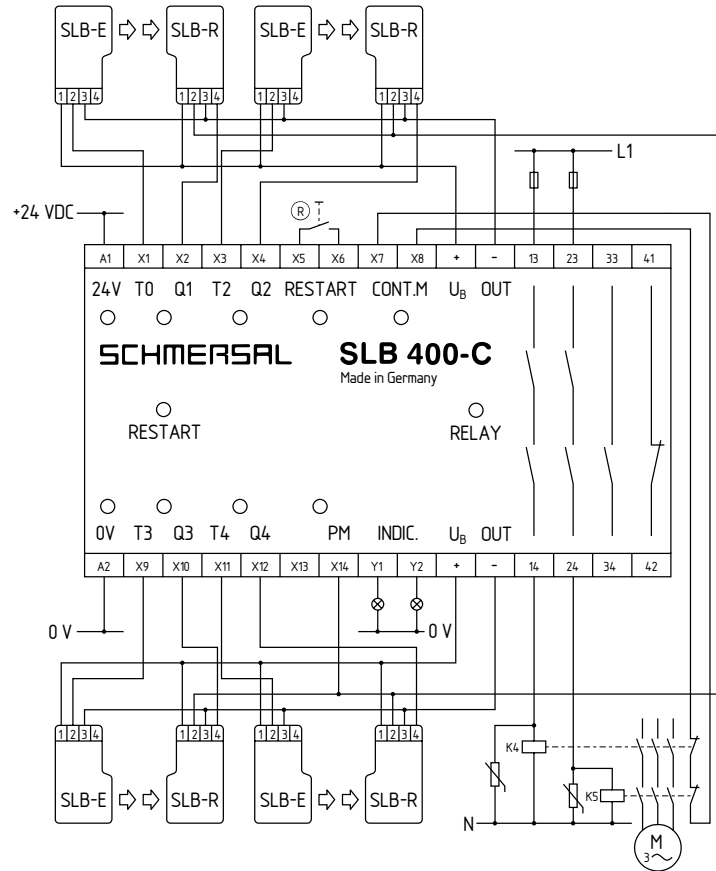 SLB-E SLB-R SLB-E SLB-R
1 2 3 4 1 2 3 4 1 2 3 4 1 2 3 4
L1
+24 VDC
R
A1 X1 X2 X3 X4 X5 X6 X7 X8 + - 13 23 33 41
24V T0 Q1 T2 Q2 RESTART CONT.M UB OUT
SCHMERSAL SLB 400-C
Made in Germany
RESTART RELAY
0V T3 Q3 T4 Q4 PM INDIC. UB OUT
A2 X9 X10 X11 X12 X13 X14 Y1 Y2 + - 14 24 34 42
0 V 0 V
1 2 3 4 1 2 3 4 1 2 3 4 1 2 3 4
SLB-E SLB-R SLB-E SLB-R
K4
K5
N
M
3~